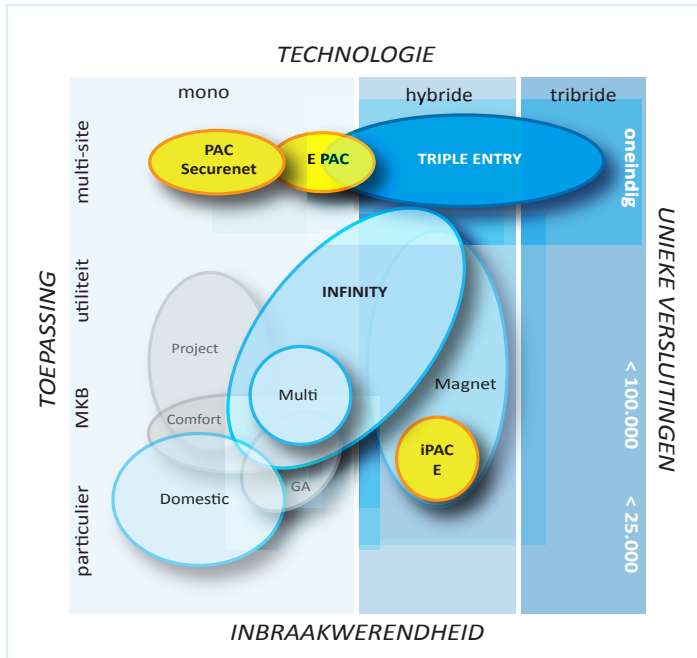 TECHNOLOGIE
mono
hybride
tribride
TOEPASSING
multi-site
utiliteit
MKB
particulier
PAC
Securenet
E PAC
TRIPLE ENTRY
INFINITY
Project
Multi
Magnet
Comfort
iPAC
E
GA
Domestic
oneindig
< 100.000
< 25.000
UNIEKE VERSLUITINGEN
INBRAAKWERENDHEID